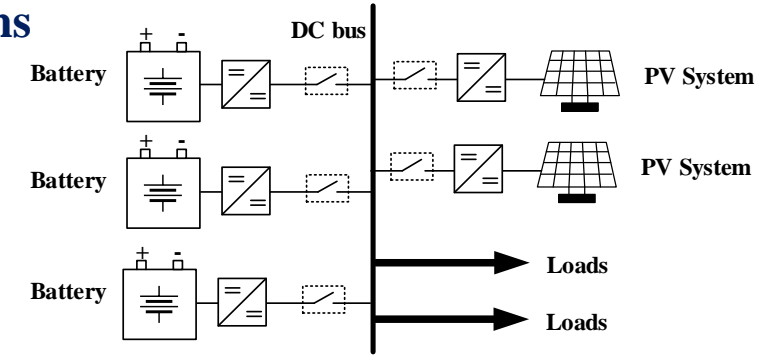 ns
DC bus
+ -
Battery
PV System
+ -
Battery
PV System
+ -
Battery
Loads
Loads